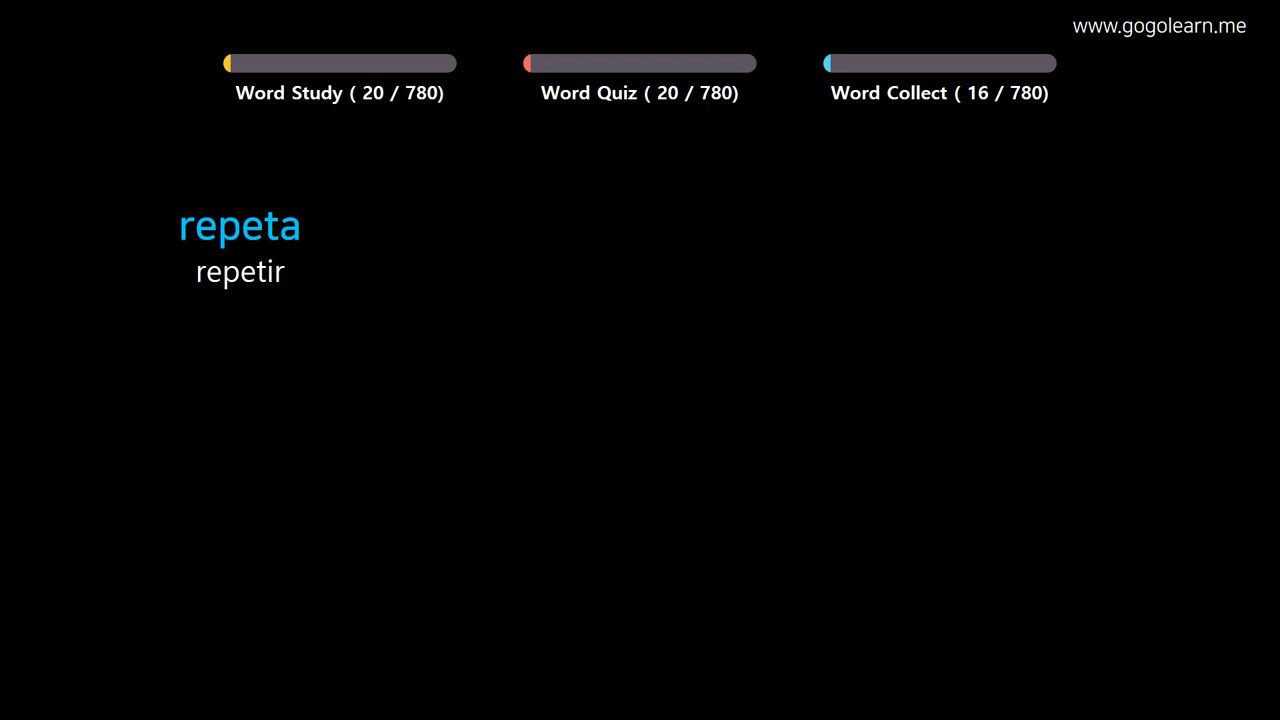 www.gogolearn.me
Word Study ( 20 / 780)
Word Quiz ( 20 / 780)
Word Collect ( 16 / 780)
repeta
repetir